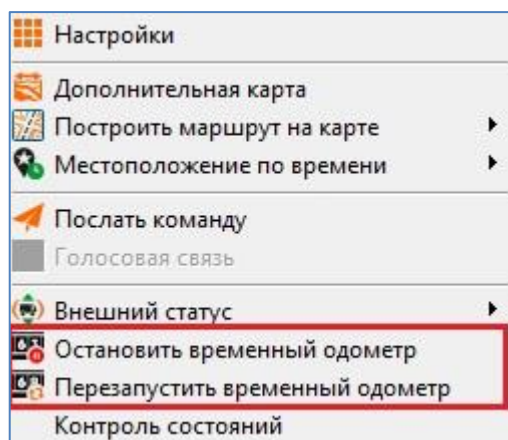 Настройки
Дополнительная карта
Построить маршрут на карте
Местоположение по времени
Послать команду
Голосовая связь
Внешний статус
Остановить временный одометр
Перезапустить временный одометр
Контроль состояний